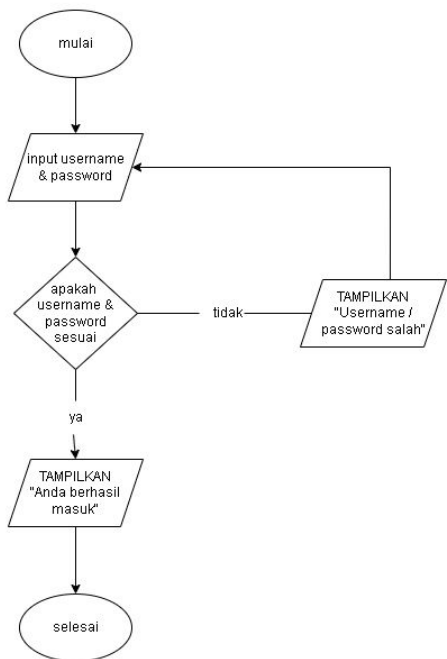 mulai
input username
& password
apakah
username &
password
sesuai
tidak
TAMPILKAN
"Username /
password salah"
ya
TAMPILKAN
"Anda berhasil
masuk"
selesai